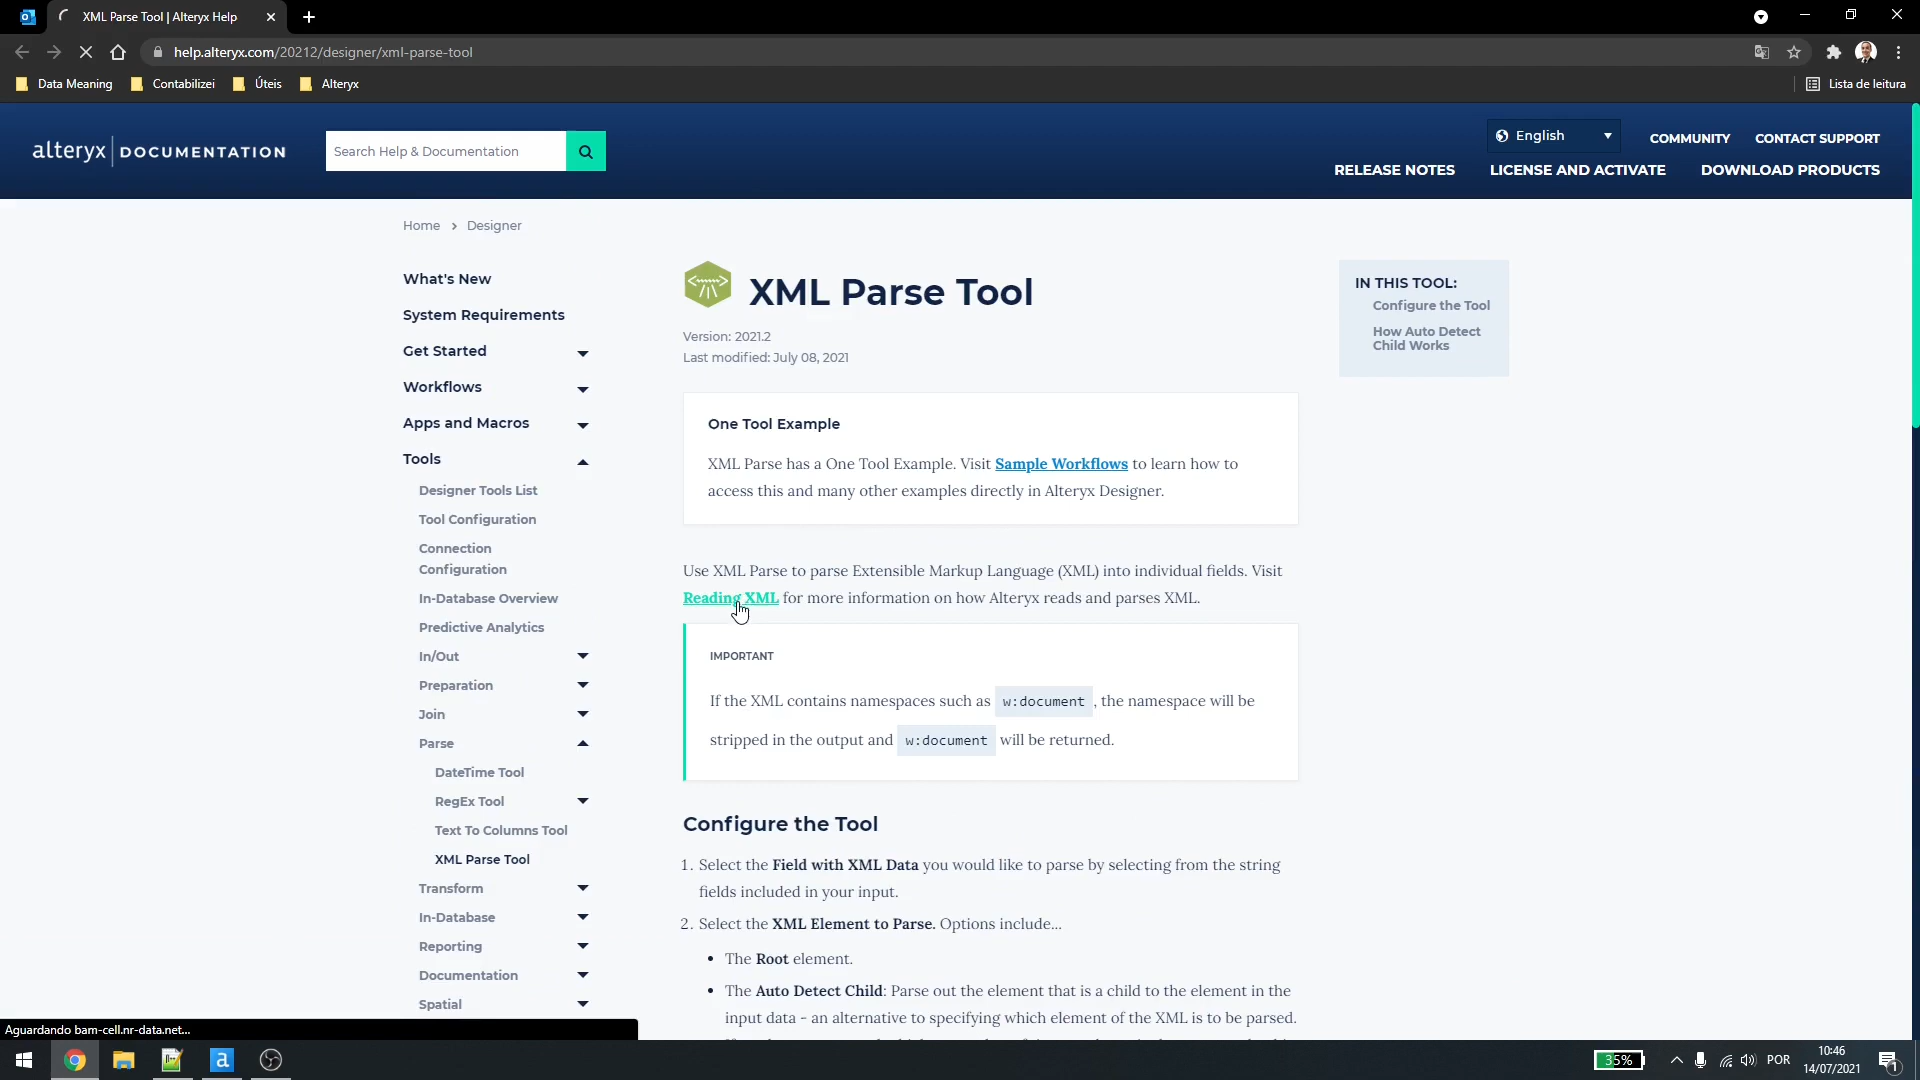 XML Parse Tool | Alteryx Help
help.alteryx.com/20212/designer/xml-parse-tool
Data Meaning
Contabilizei
Úteis
Alteryx
Lista de leitura
alteryx DOCUMENTATION
Search Help & Documentation
English
COMMUNITY
CONTACT SUPPORT
RELEASE NOTES
LICENSE AND ACTIVATE
DOWNLOAD PRODUCTS
Home > Designer
What's New
System Requirements
Get Started
Workflows
Apps and Macros
Tools
Designer Tools List
Tool Configuration
Connection
Configuration
In-Database Overview
Predictive Analytics
In/Out
Preparation
Join
Parse
DateTime Tool
RegEx Tool
Text To Columns Tool
XML Parse Tool
Transform
In-Database
Reporting
Documentation
Spatial
XML Parse Tool
Version: 2021.2
Last modified: July 08, 2021
One Tool Example
XML Parse has a One Tool Example. Visit Sample Workflows to learn how to
access this and many other examples directly in Alteryx Designer.
Use XML Parse to parse Extensible Markup Language (XML) into individual fields. Visit
Reading XML for more information on how Alteryx reads and parses XML.
IMPORTANT
If the XML contains namespaces such as w:document, the namespace will be
stripped in the output and w:document will be returned.
Configure the Tool
1. Select the Field with XML Data you would like to parse by selecting from the string
fields included in your input.
2. Select the XML Element to Parse. Options include...
• The Root element.
• The Auto Detect Child: Parse out the element that is a child to the element in the
input data - an alternative to specifying which element of the XML is to be parsed.
IN THIS TOOL:
Configure the Tool
How Auto Detect
Child Works
Aguardando bam-cell.nr-data.net...
35%
POR
10:46
14/07/2021
1